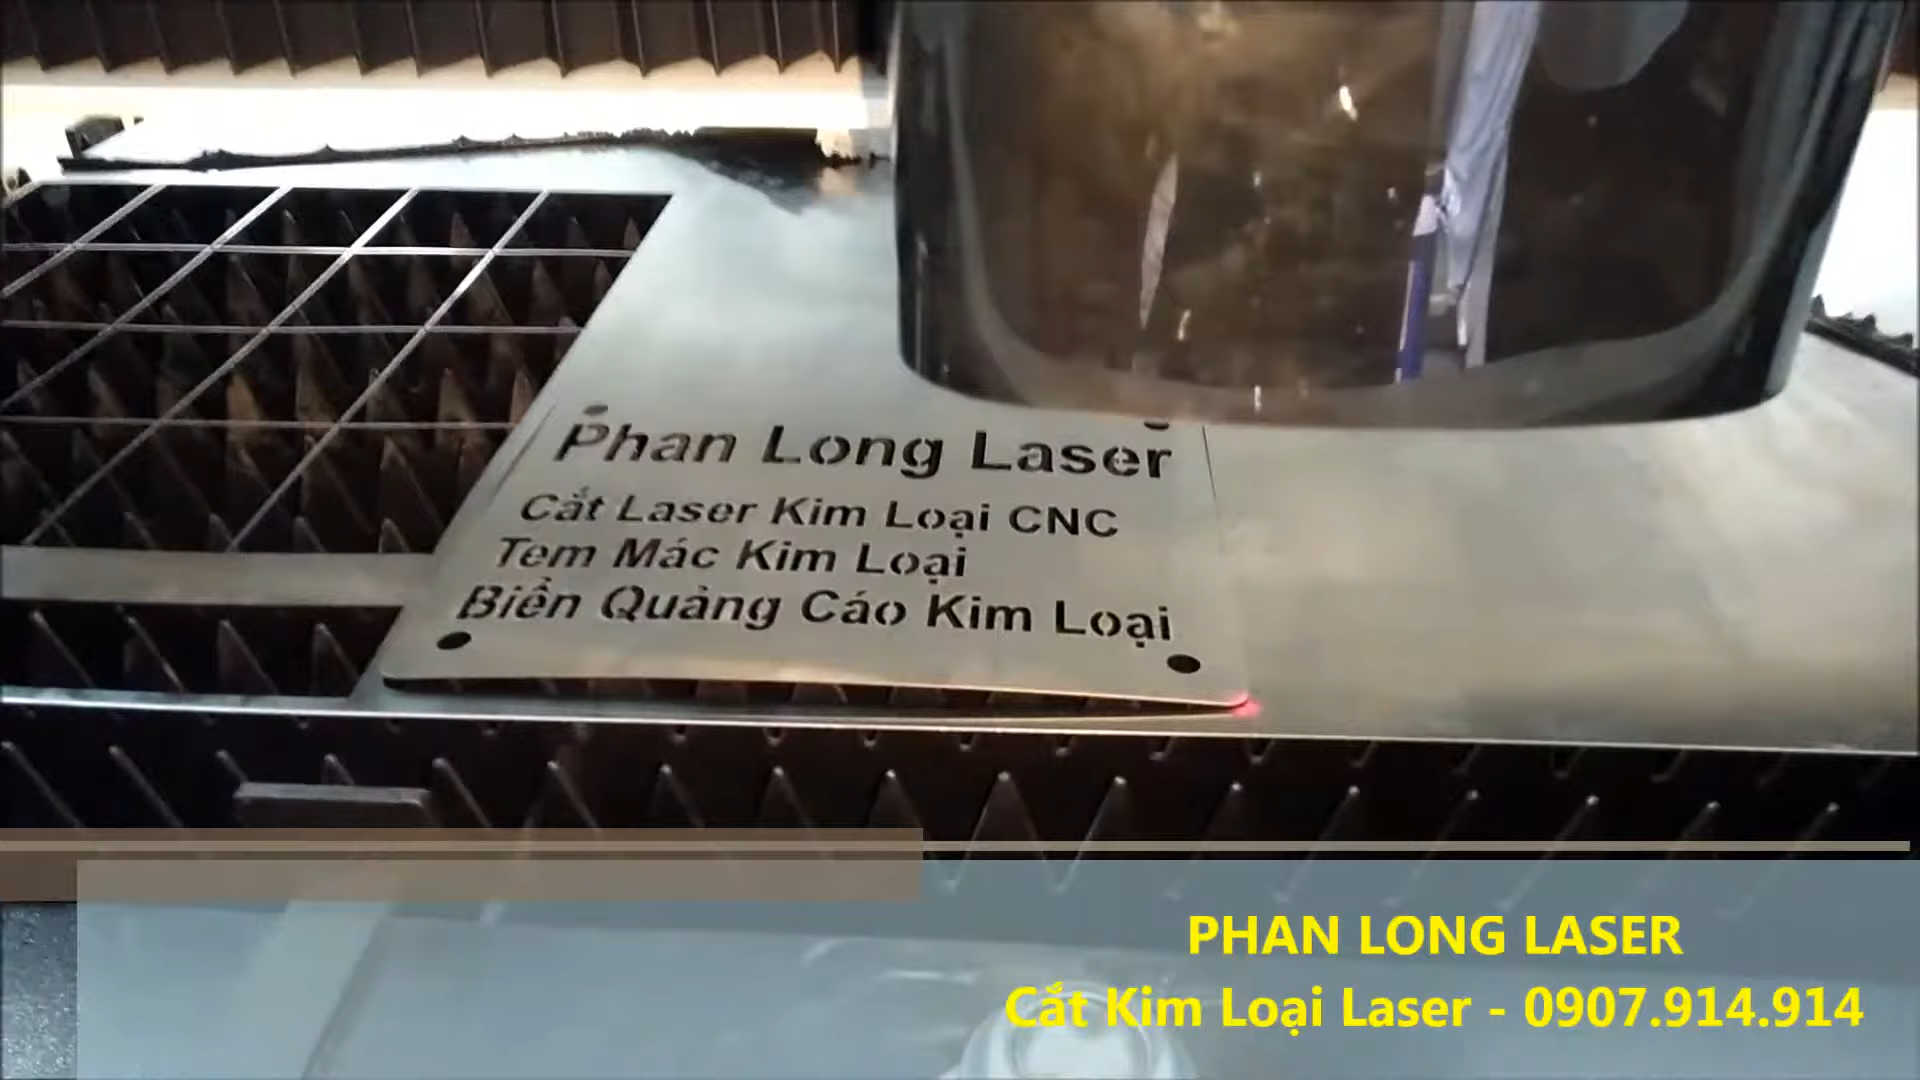 Phan Long Laser
Cắt Laser Kim Loại CNC
Tem Mác Kim Loại
Biển Quảng Cáo Kim Loại
PHAN LONG LASER
Cắt Kim Loại Laser - 0907.914.914